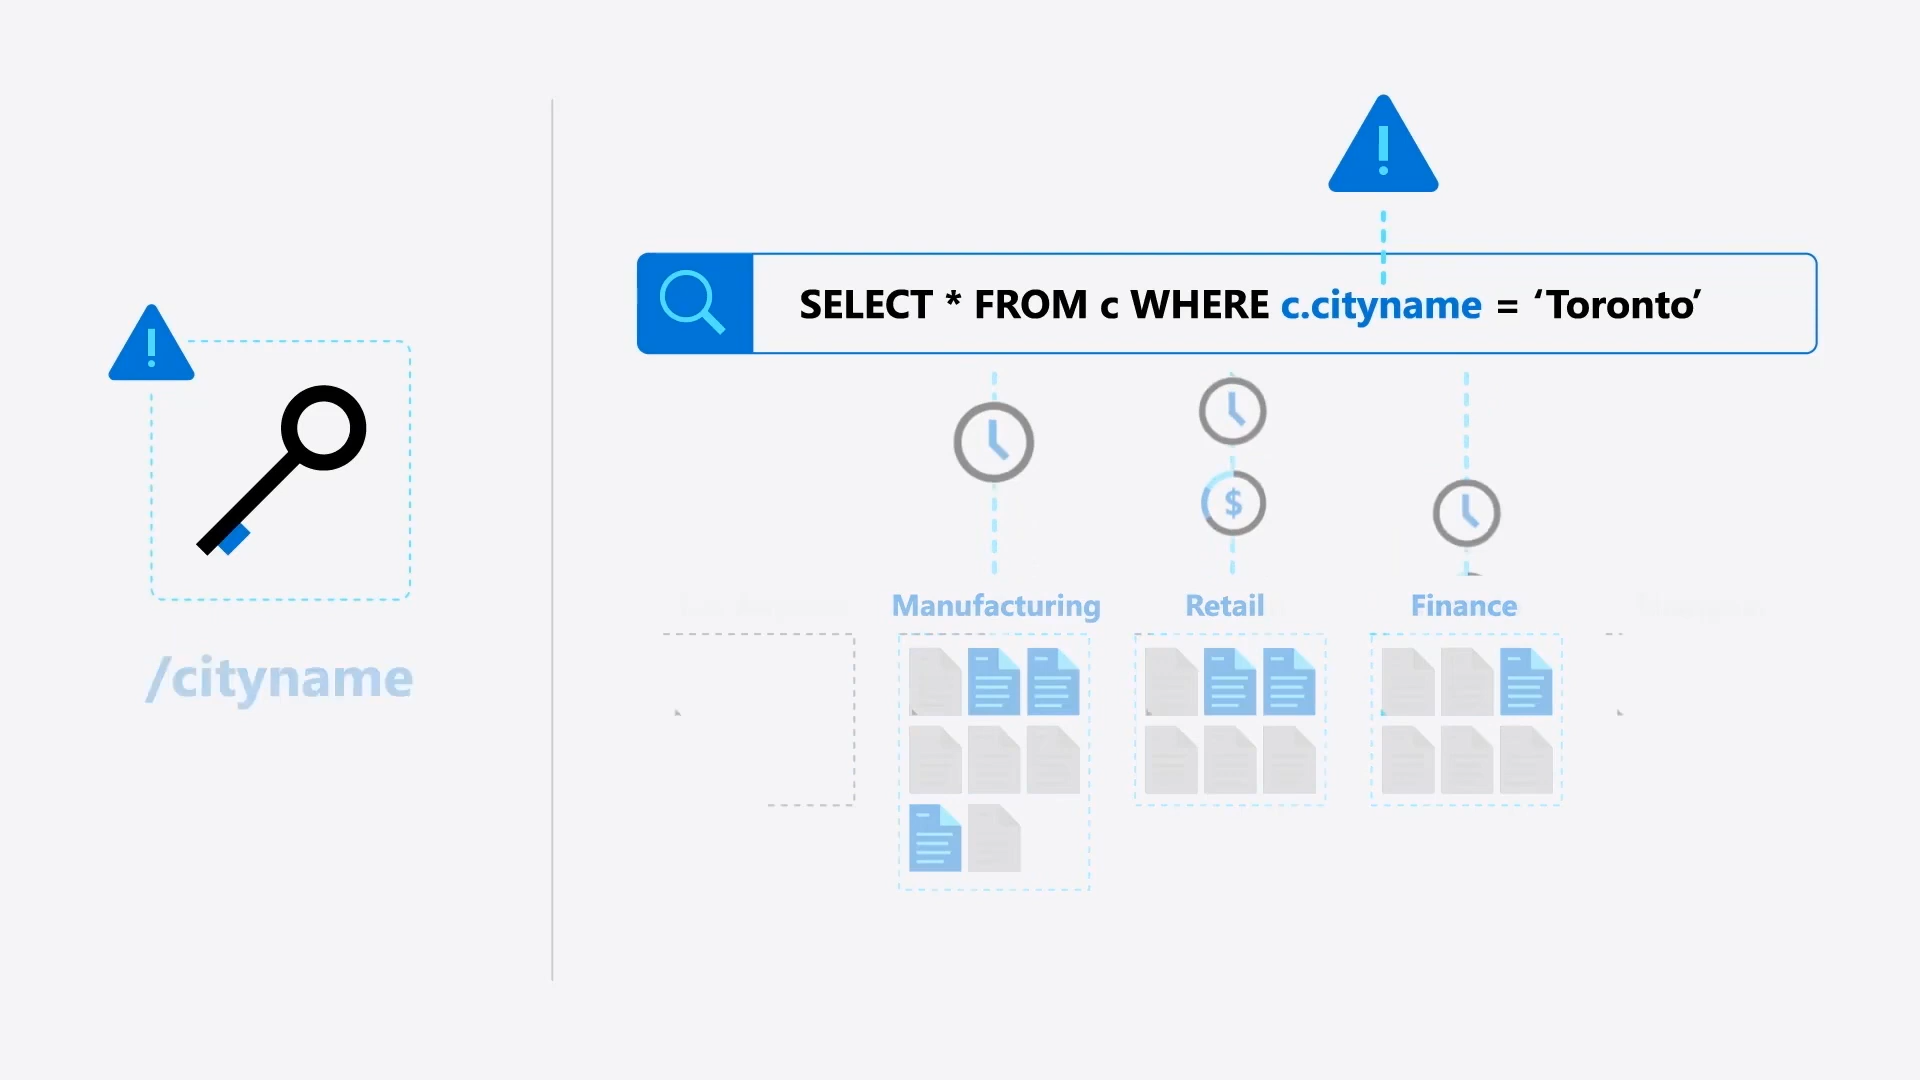 SELECT * FROM c WHERE c.cityname = ‘Toronto’
$
Manufacturing Retail Finance
/cityname